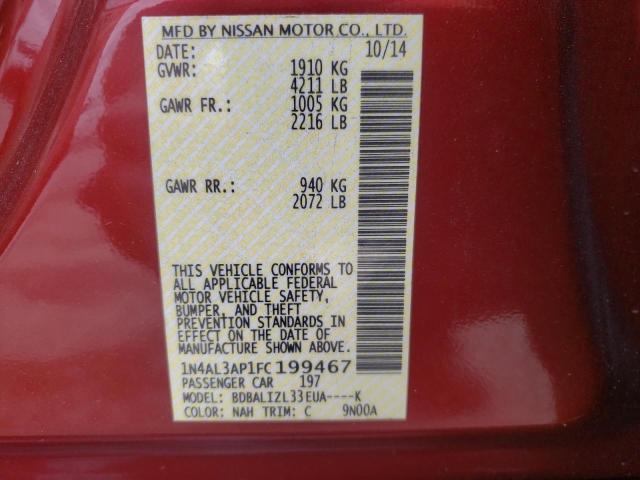 MFD BY NISSAN MOTOR CO., LTD.
DATE: 10/14
GVWR: 1910 KG
4211 LB
GAWR FR.: 1005 KG
2216 LB
GAWR RR.: 940 KG
2072 LB
THIS VEHICLE CONFORMS TO
ALL APPLICABLE FEDERAL
MOTOR VEHICLE SAFETY,
BUMPER, AND THEFT
PREVENTION STANDARDS IN
EFFECT ON THE DATE OF
MANUFACTURE SHOWN ABOVE.
1N4AL3AP1FC199467
PASSENGER CAR 197
MODEL: BDBALIZL33EUA----K
COLOR: NAH TRIM: C 9N00A